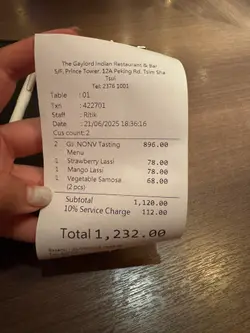 The Gaylord Indian Restaurant & Bar
5/F, Prince Tower, 12A Peking Rd, Tsim Sha
Tsui
Tel: 2376 1001
Table : 01
Txn : 422701
Staff : Ritik
Date : 21/06/2025 18:36:16
Cus count: 2
2 GI NONV Tasting 896.00
Menu
1 Strawberry Lassi 78.00
1 Mango Lassi 78.00
1 Vegetable Samosa 68.00
(2 pcs)
Subtotal 1,120.00
10% Service Charge 112.00
Total 1,232.00